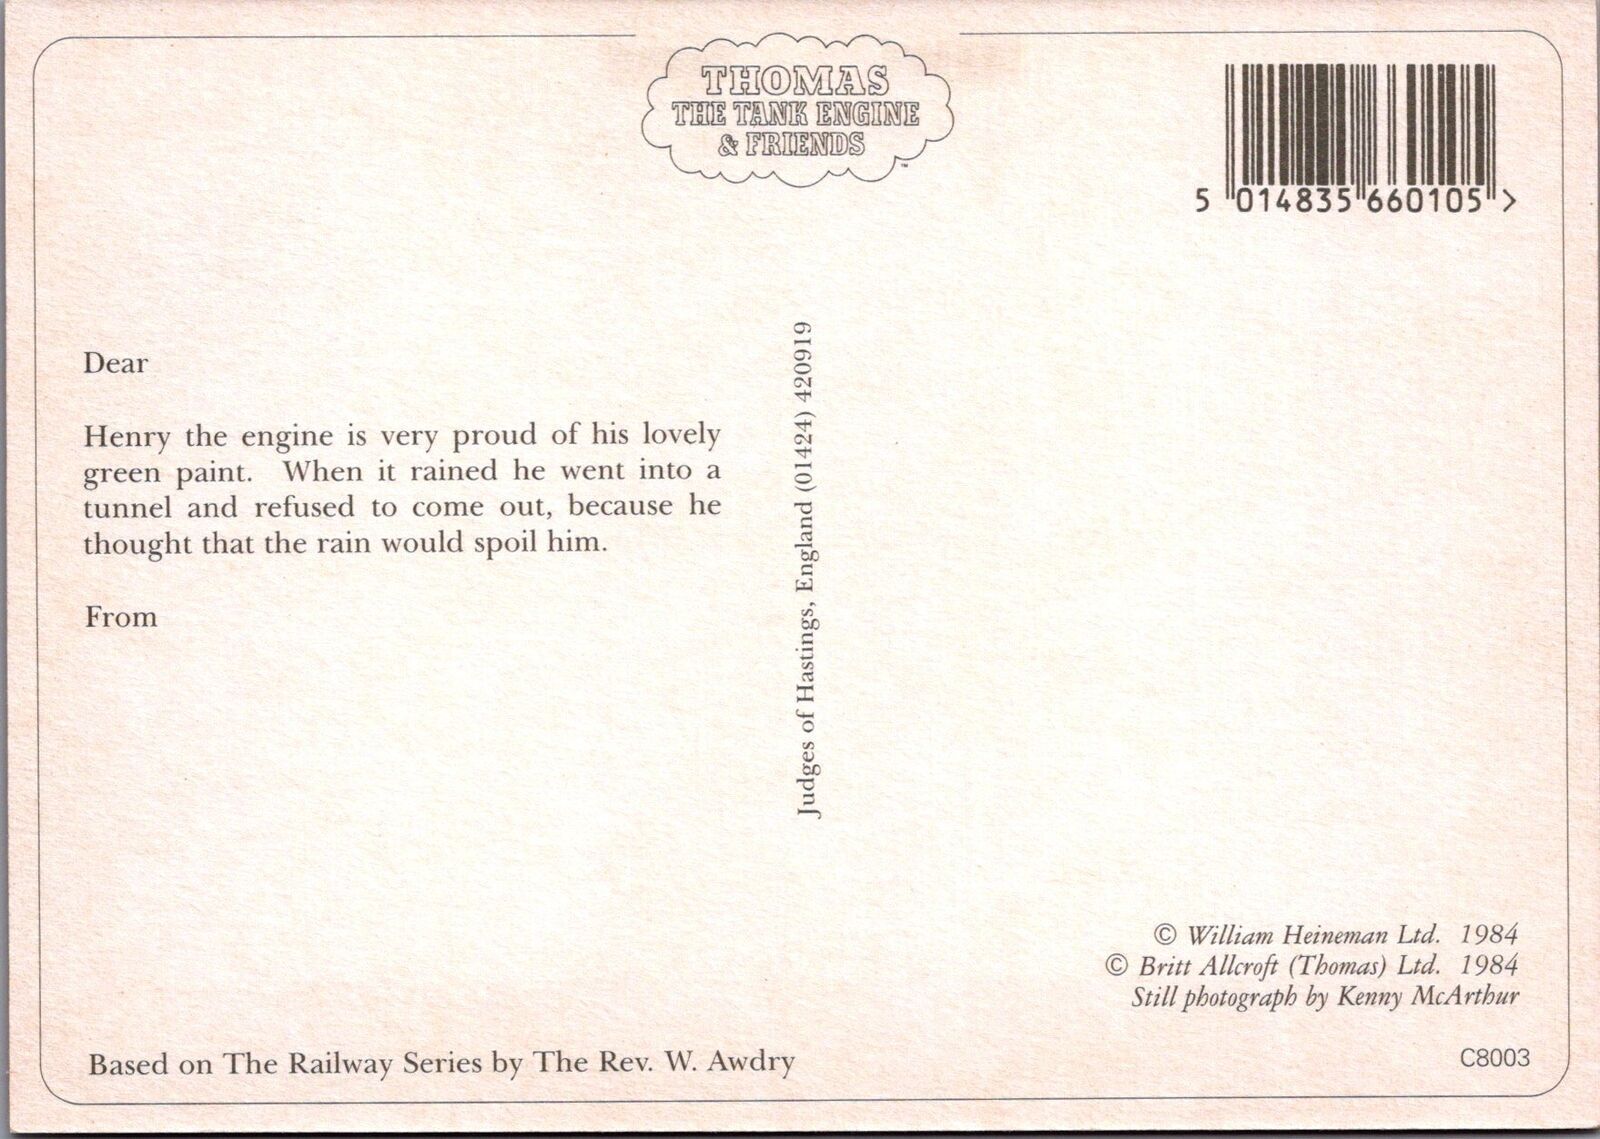 THOMAS
THE TANK ENGINE
& FRIENDS
™
5 014835 660105 >
Dear
Henry the engine is very proud of his lovely
green paint. When it rained he went into a
tunnel and refused to come out, because he
thought that the rain would spoil him.
From
Judges of Hastings, England (01424) 420919
© William Heineman Ltd. 1984
© Britt Allcroft (Thomas) Ltd. 1984
Still photograph by Kenny McArthur
Based on The Railway Series by The Rev. W. Awdry
C8003